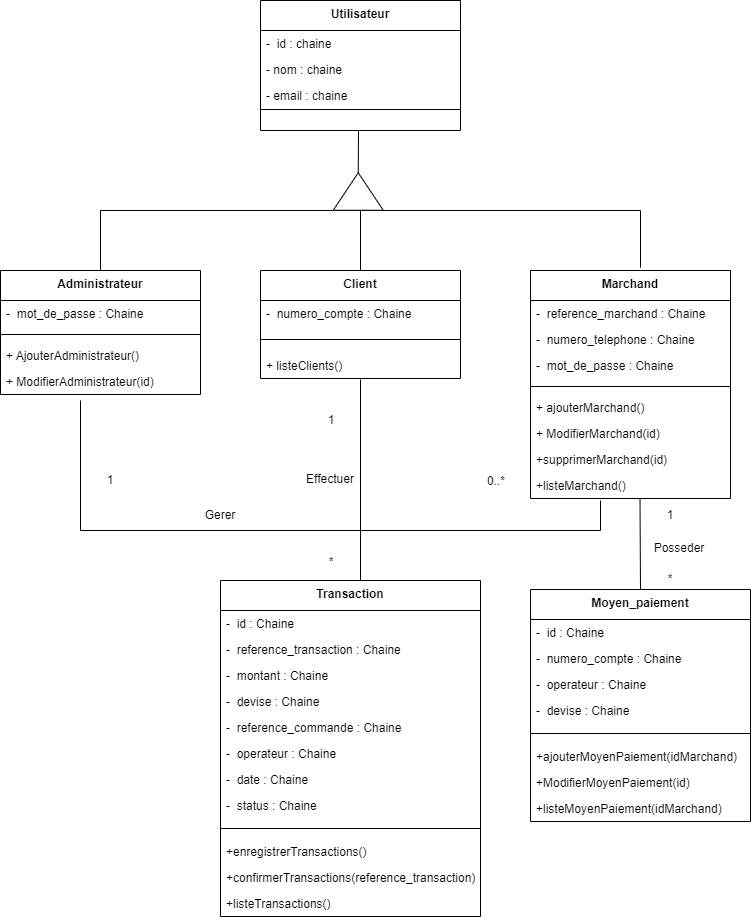 Utilisateur
- id : chaine
- nom : chaine
- email : chaine
Administrateur
- mot_de_passe : Chaine
+ AjouterAdministrateur()
+ ModifierAdministrateur(id)
Client
- numero_compte : Chaine
+ listeClients()
Marchand
- reference_marchand : Chaine
- numero_telephone : Chaine
- mot_de_passe : Chaine
+ ajouterMarchand()
+ ModifierMarchand(id)
+supprimerMarchand(id)
+listeMarchand()
1
Effectuer
*
1
Gerer
0..*
1
Posseder
*
Transaction
- id : Chaine
- reference_transaction : Chaine
- montant : Chaine
- devise : Chaine
- reference_commande : Chaine
- operateur : Chaine
- date : Chaine
- status : Chaine
+enregistrerTransactions()
+confirmerTransactions(reference_transaction)
+listeTransactions()
Moyen_paiement
- id : Chaine
- numero_compte : Chaine
- operateur : Chaine
- devise : Chaine
+ajouterMoyenPaiement(idMarchand)
+ModifierMoyenPaiement(id)
+listeMoyenPaiement(idMarchand)